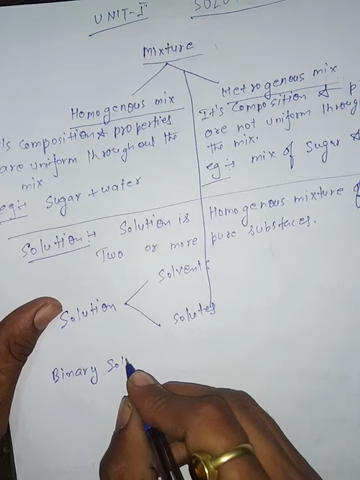 UNIT-I SOLU
Mixture
Homogenous mix
It's composition & properties
are uniform throughout the
mix
eg:- Sugar + water
Hetrogenous mix
It's composition & p
are not uniform throug
the mix.
eg:- mix of Sugar &
Solution:- Solution is Homogenous mixture of
Two or more pure substaces.
Solution
Solvent:
Solutes
Binary Solu